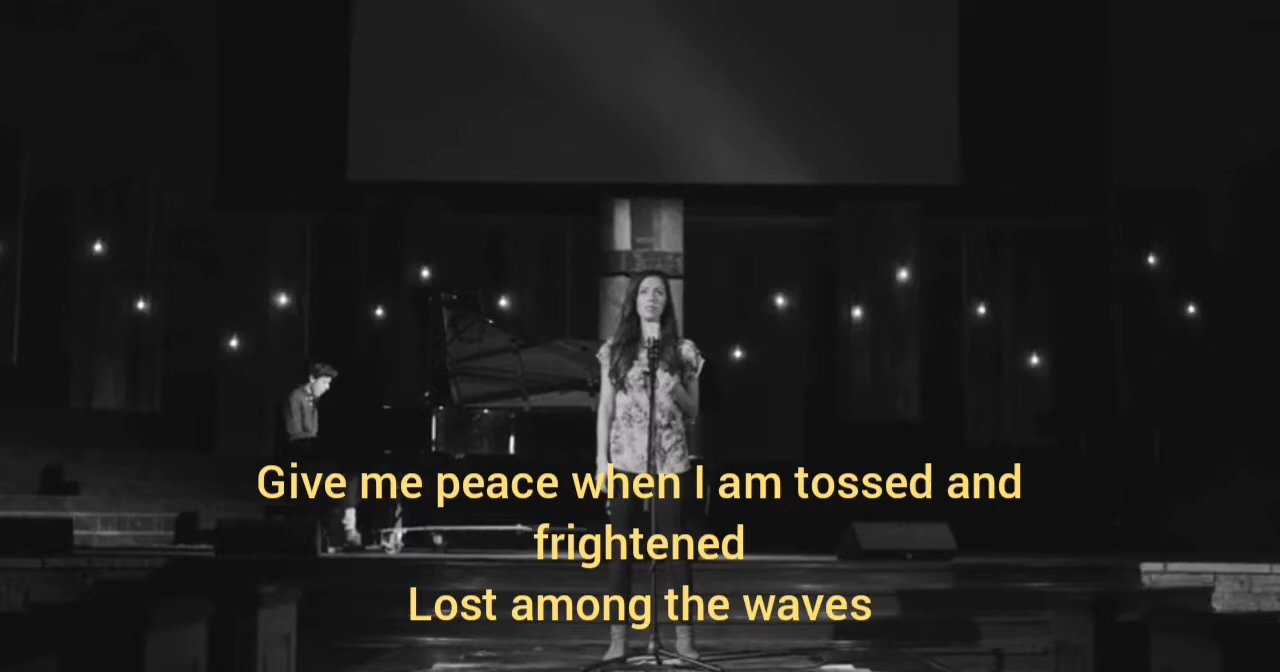 Give me peace when I am tossed and
frightened
Lost among the waves